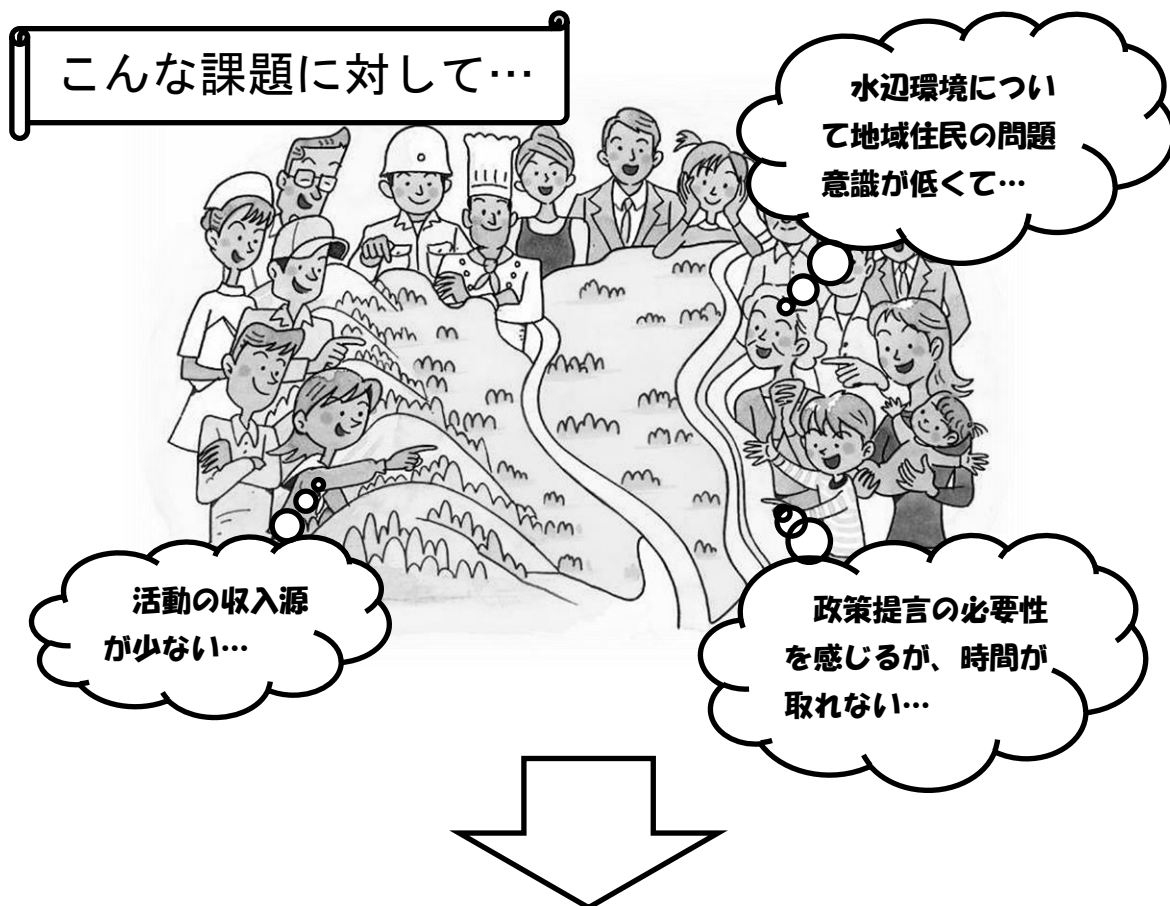 こんな課題に対して…
水辺環境につい
て地域住民の問題
意識が低くて…
活動の収入源
が少ない…
政策提言の必要性
を感じるが、時間が
取れない…